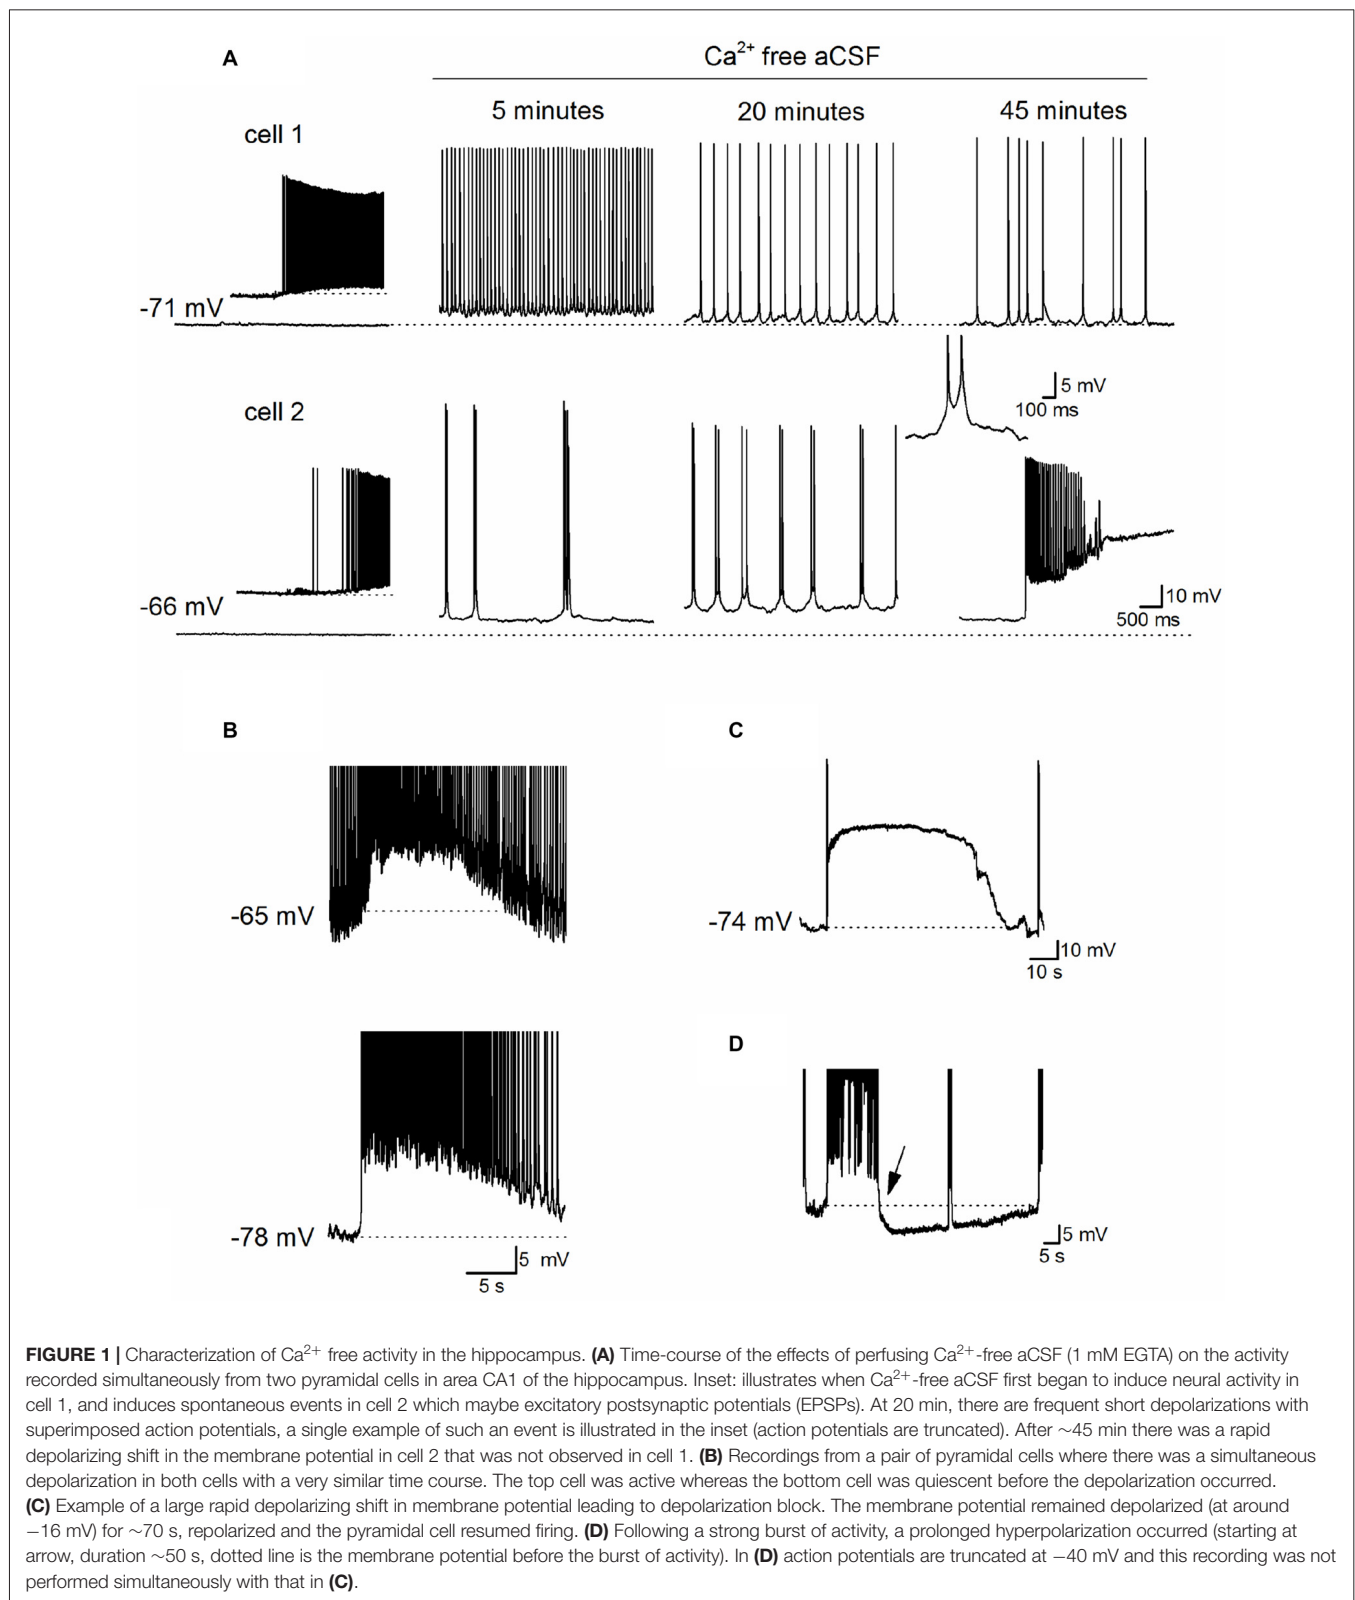 A
Ca²⁺ free aCSF
5 minutes 20 minutes 45 minutes
cell 1
-71 mV
5 mV
100 ms
cell 2
-66 mV
10 mV
500 ms
B
C
-65 mV
-74 mV
10 mV
10 s
D
-78 mV
5 mV
5 s
5 mV
5 s
FIGURE 1 | Characterization of Ca²⁺ free activity in the hippocampus. (A) Time-course of the effects of perfusing Ca²⁺-free aCSF (1 mM EGTA) on the activity
recorded simultaneously from two pyramidal cells in area CA1 of the hippocampus. Inset: illustrates when Ca²⁺-free aCSF first began to induce neural activity in
cell 1, and induces spontaneous events in cell 2 which maybe excitatory postsynaptic potentials (EPSPs). At 20 min, there are frequent short depolarizations with
superimposed action potentials, a single example of such an event is illustrated in the inset (action potentials are truncated). After ~45 min there was a rapid
depolarizing shift in the membrane potential in cell 2 that was not observed in cell 1. (B) Recordings from a pair of pyramidal cells where there was a simultaneous
depolarization in both cells with a very similar time course. The top cell was active whereas the bottom cell was quiescent before the depolarization occurred.
(C) Example of a large rapid depolarizing shift in membrane potential leading to depolarization block. The membrane potential remained depolarized (at around
−16 mV) for ~70 s, repolarized and the pyramidal cell resumed firing. (D) Following a strong burst of activity, a prolonged hyperpolarization occurred (starting at
arrow, duration ~50 s, dotted line is the membrane potential before the burst of activity). In (D) action potentials are truncated at −40 mV and this recording was not
performed simultaneously with that in (C).